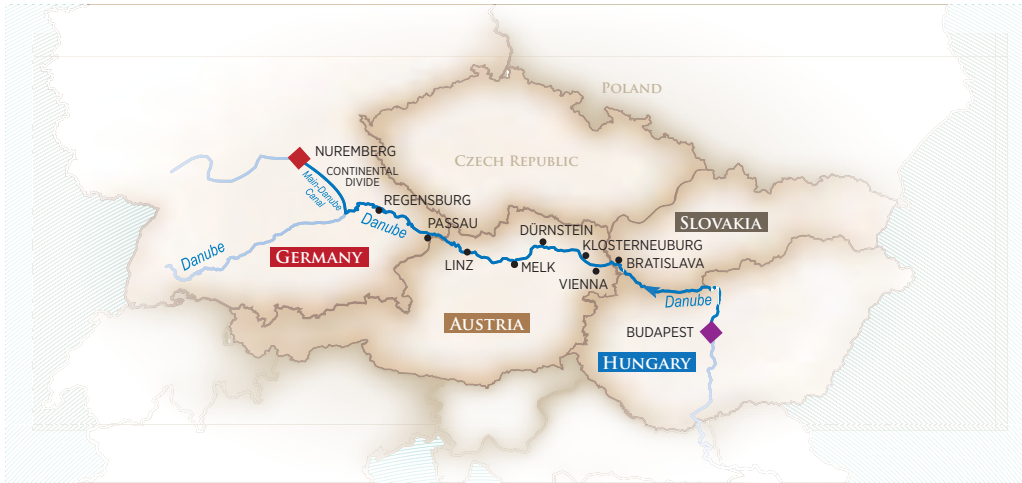 POLAND
CZECH REPUBLIC
NUREMBERG
CONTINENTAL
DIVIDE
Main-Danube
Canal
REGENSBURG
Danube
PASSAU
SLOVAKIA
DÜRNSTEIN
KLOSTERNEUBURG
Danube
GERMANY
LINZ
MELK
BRATISLAVA
VIENNA
Danube
AUSTRIA
BUDAPEST
HUNGARY